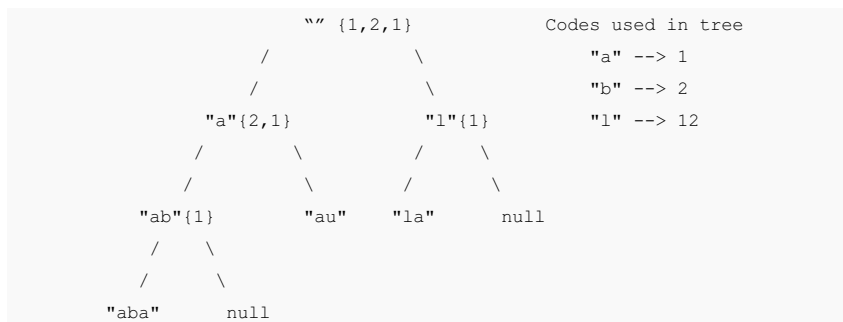 “” {1,2,1} Codes used in tree
/ \ "a" --> 1
/ \ "b" --> 2
"a"{2,1} "l"{1} "l" --> 12
/ \ / \
/ \ / \
"ab"{1} "au" "la" null
/ \
/ \
"aba" null